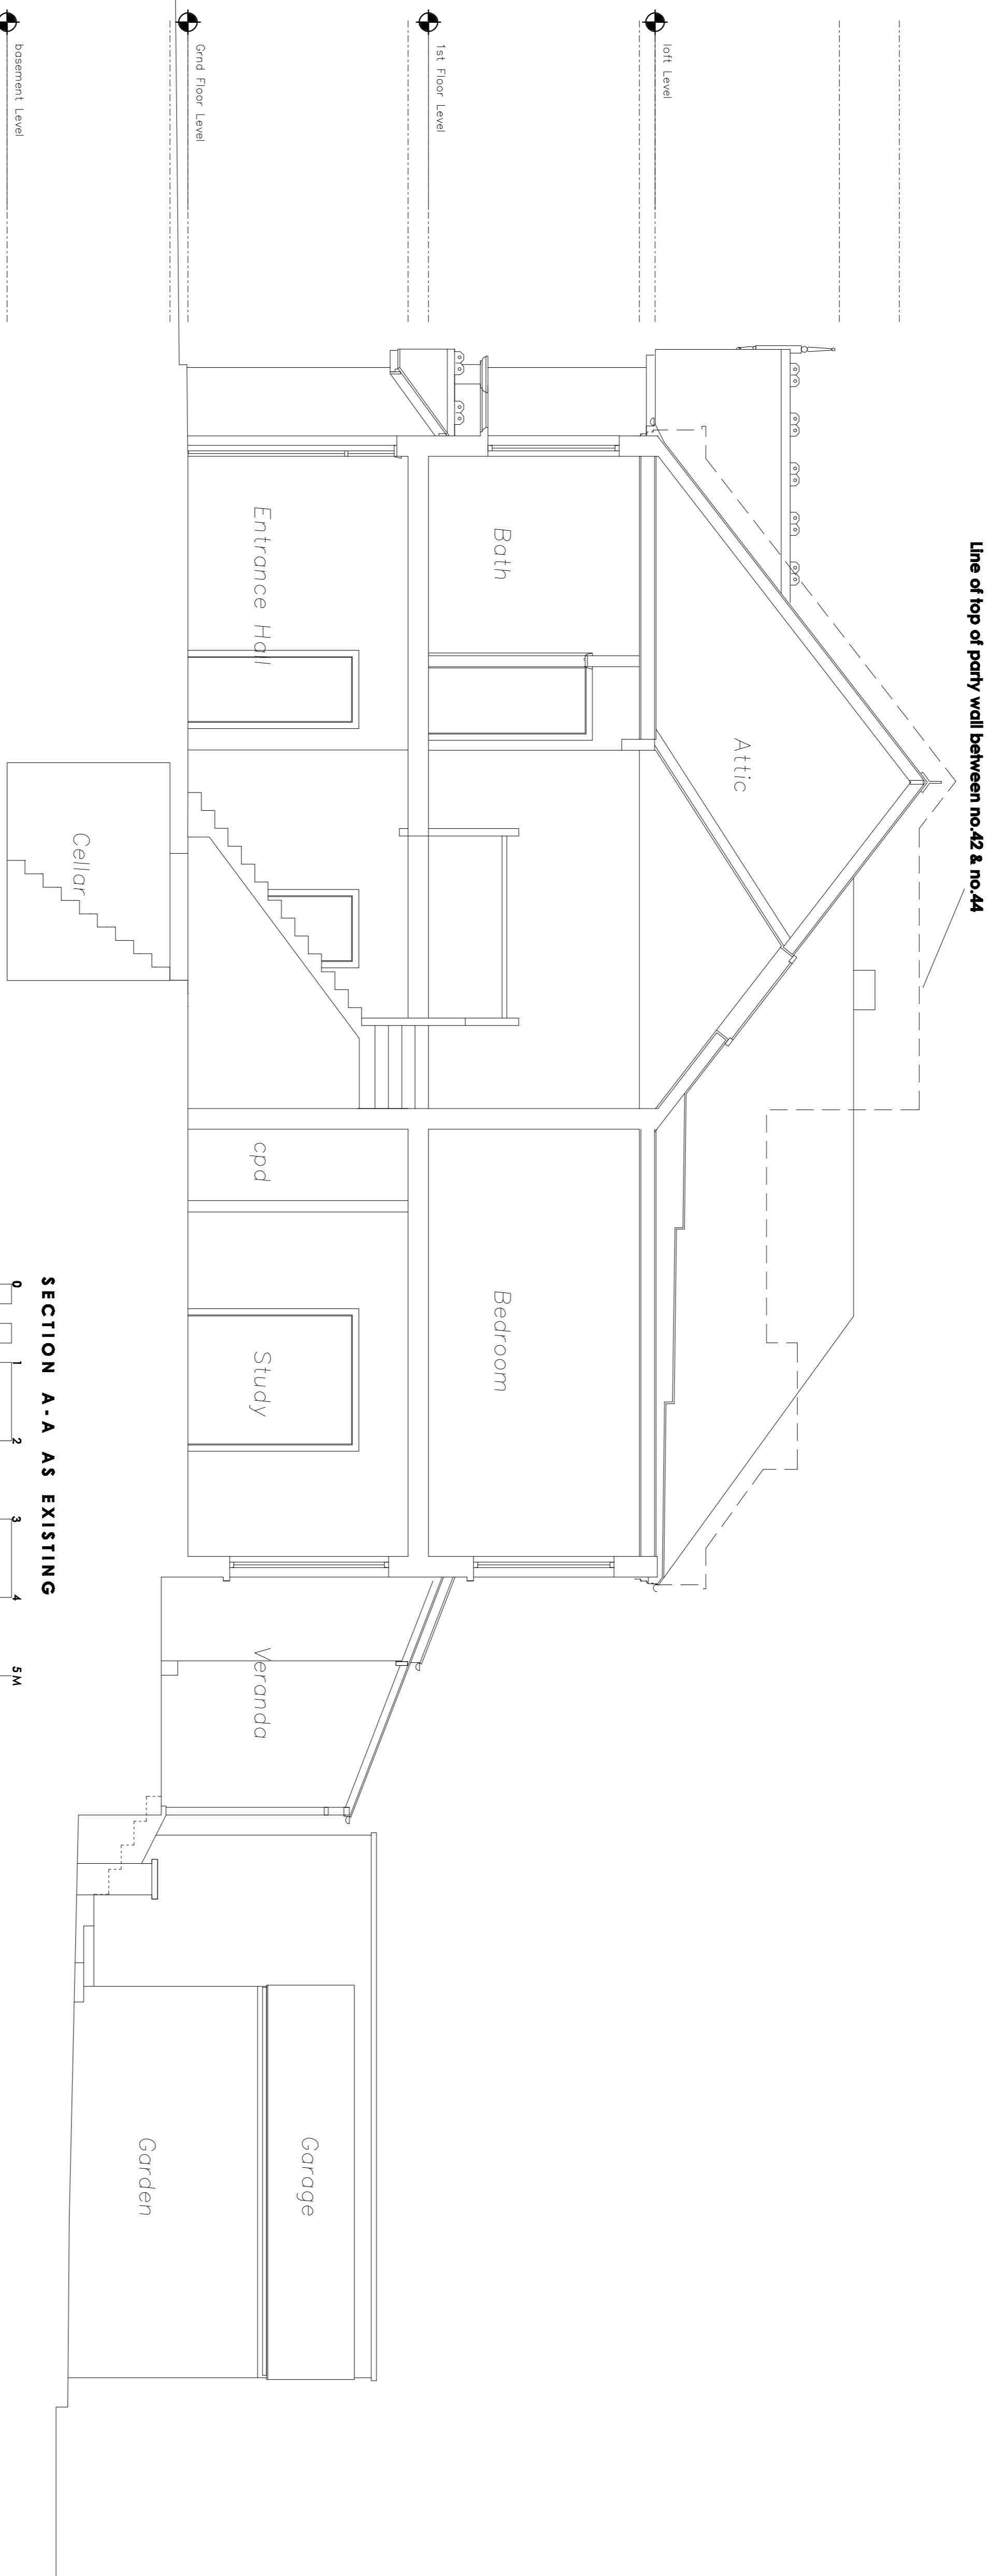 Line of top of party wall between no.42 & no.44
loft Level
1st Floor Level
Grnd Floor Level
basement Level
Attic
Bath
Bedroom
Entrance Hall
cpd
Study
Veranda
Garage
Cellar
Garden
SECTION A-A AS EXISTING
0 1 2 3 4 5M